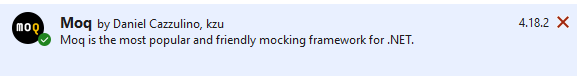 MOQ
Moq by Daniel Cazzulino, kzu 4.18.2
Moq is the most popular and friendly mocking framework for .NET.